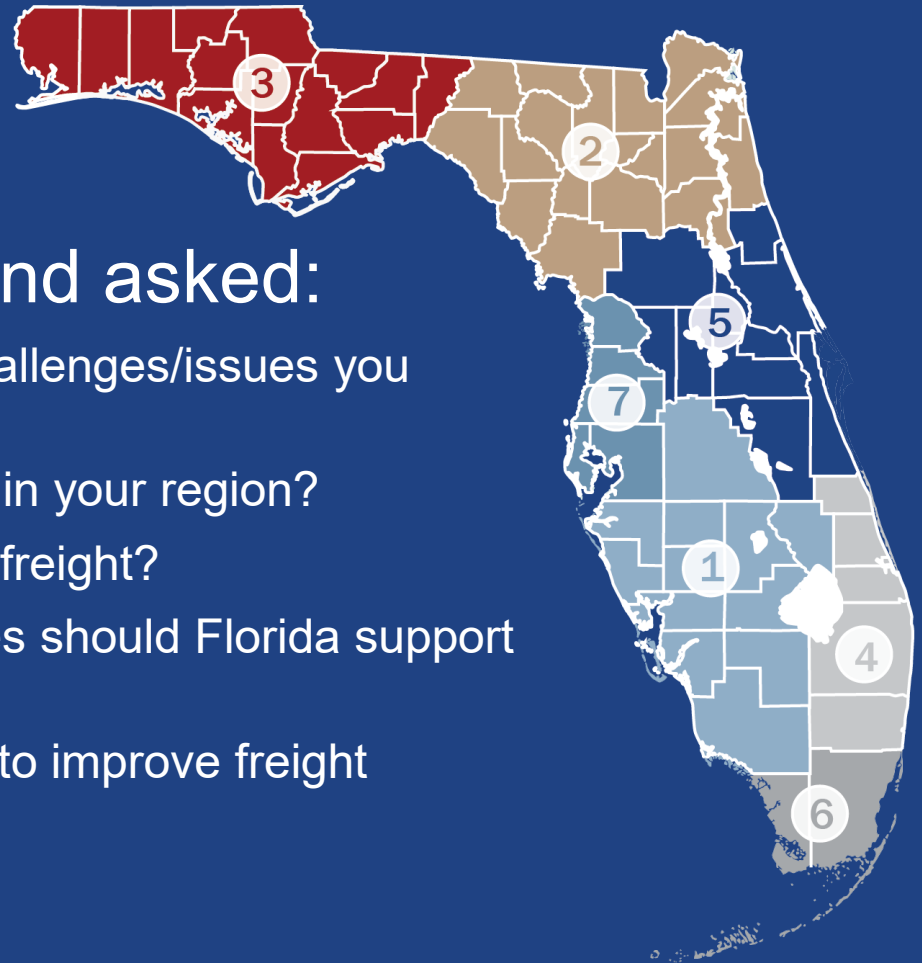 3
2
nd asked:
5
allenges/issues you
7
in your region?
freight?
1
s should Florida support
4
to improve freight
6